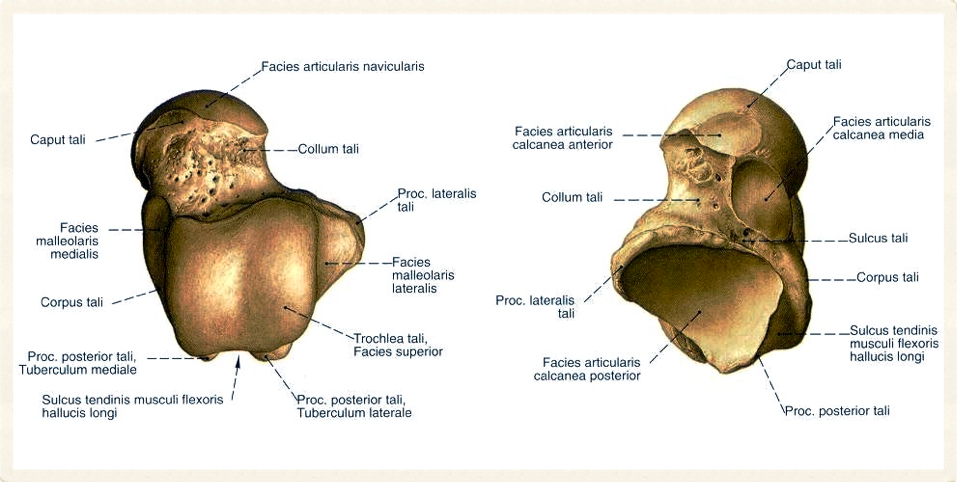 Facies articularis navicularis
Caput tali
Collum tali
Proc. lateralis
tali
Facies
malleolaris
medialis
Facies
malleolaris
lateralis
Corpus tali
Trochlea tali,
Facies superior
Proc. posterior tali,
Tuberculum mediale
Sulcus tendinis musculi flexoris
hallucis longi
Proc. posterior tali,
Tuberculum laterale
Caput tali
Facies articularis
calcanea anterior
Facies articularis
calcanea media
Collum tali
Sulcus tali
Corpus tali
Proc. lateralis
tali
Sulcus tendinis
musculi flexoris
hallucis longi
Facies articularis
calcanea posterior
Proc. posterior tali